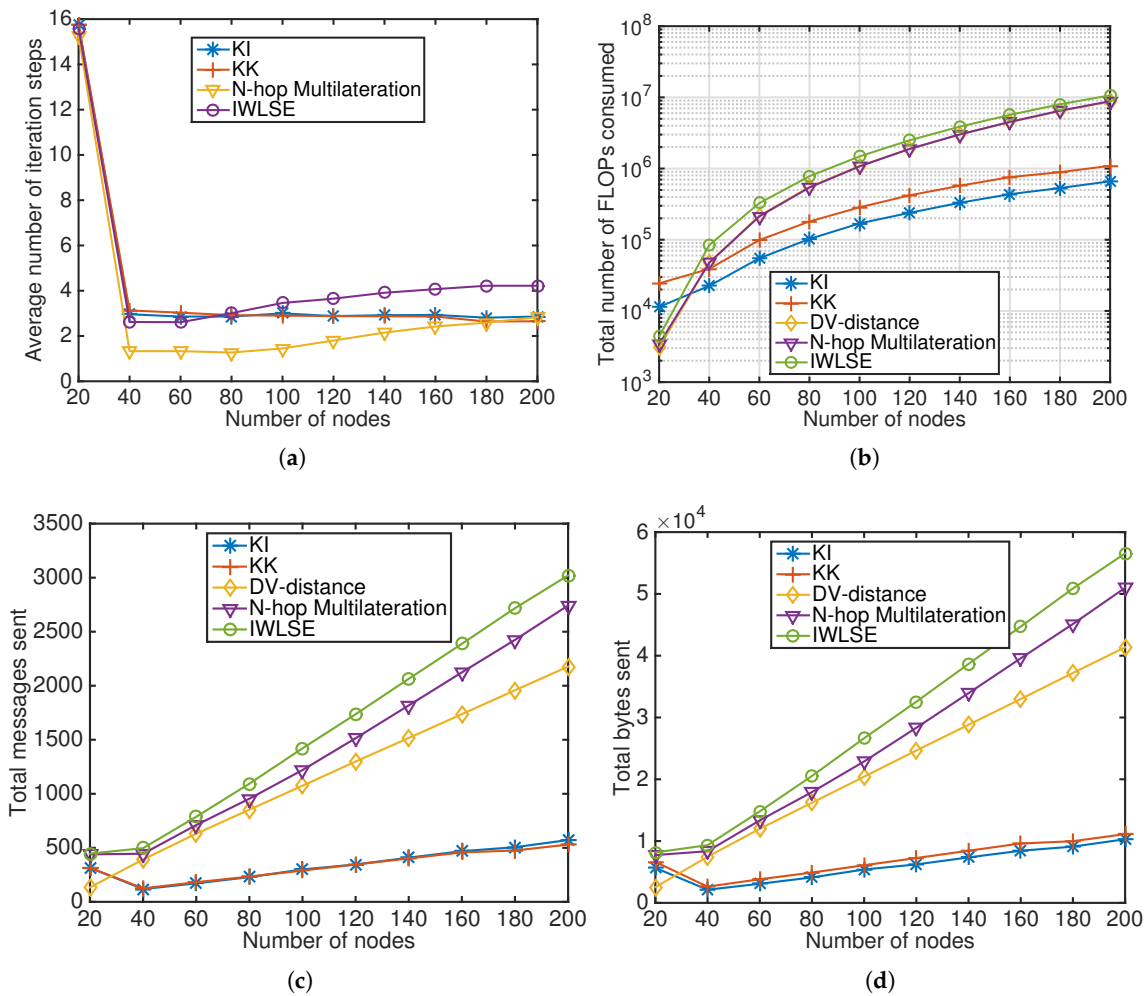 16
14
12
10
8
6
4
2
0
Average number of iteration steps
KI
KK
N-hop Multilateration
IWLSE
20 40 60 80 100 120 140 160 180 200
Number of nodes
(a)
10^8
10^7
10^6
10^5
10^4
10^3
Total number of FLOPs consumed
KI
KK
DV-distance
N-hop Multilateration
IWLSE
20 40 60 80 100 120 140 160 180 200
Number of nodes
(b)
3500
3000
2500
2000
1500
1000
500
0
Total messages sent
KI
KK
DV-distance
N-hop Multilateration
IWLSE
20 40 60 80 100 120 140 160 180 200
Number of nodes
(c)
×10^4
6
5
4
3
2
1
0
Total bytes sent
KI
KK
DV-distance
N-hop Multilateration
IWLSE
20 40 60 80 100 120 140 160 180 200
Number of nodes
(d)